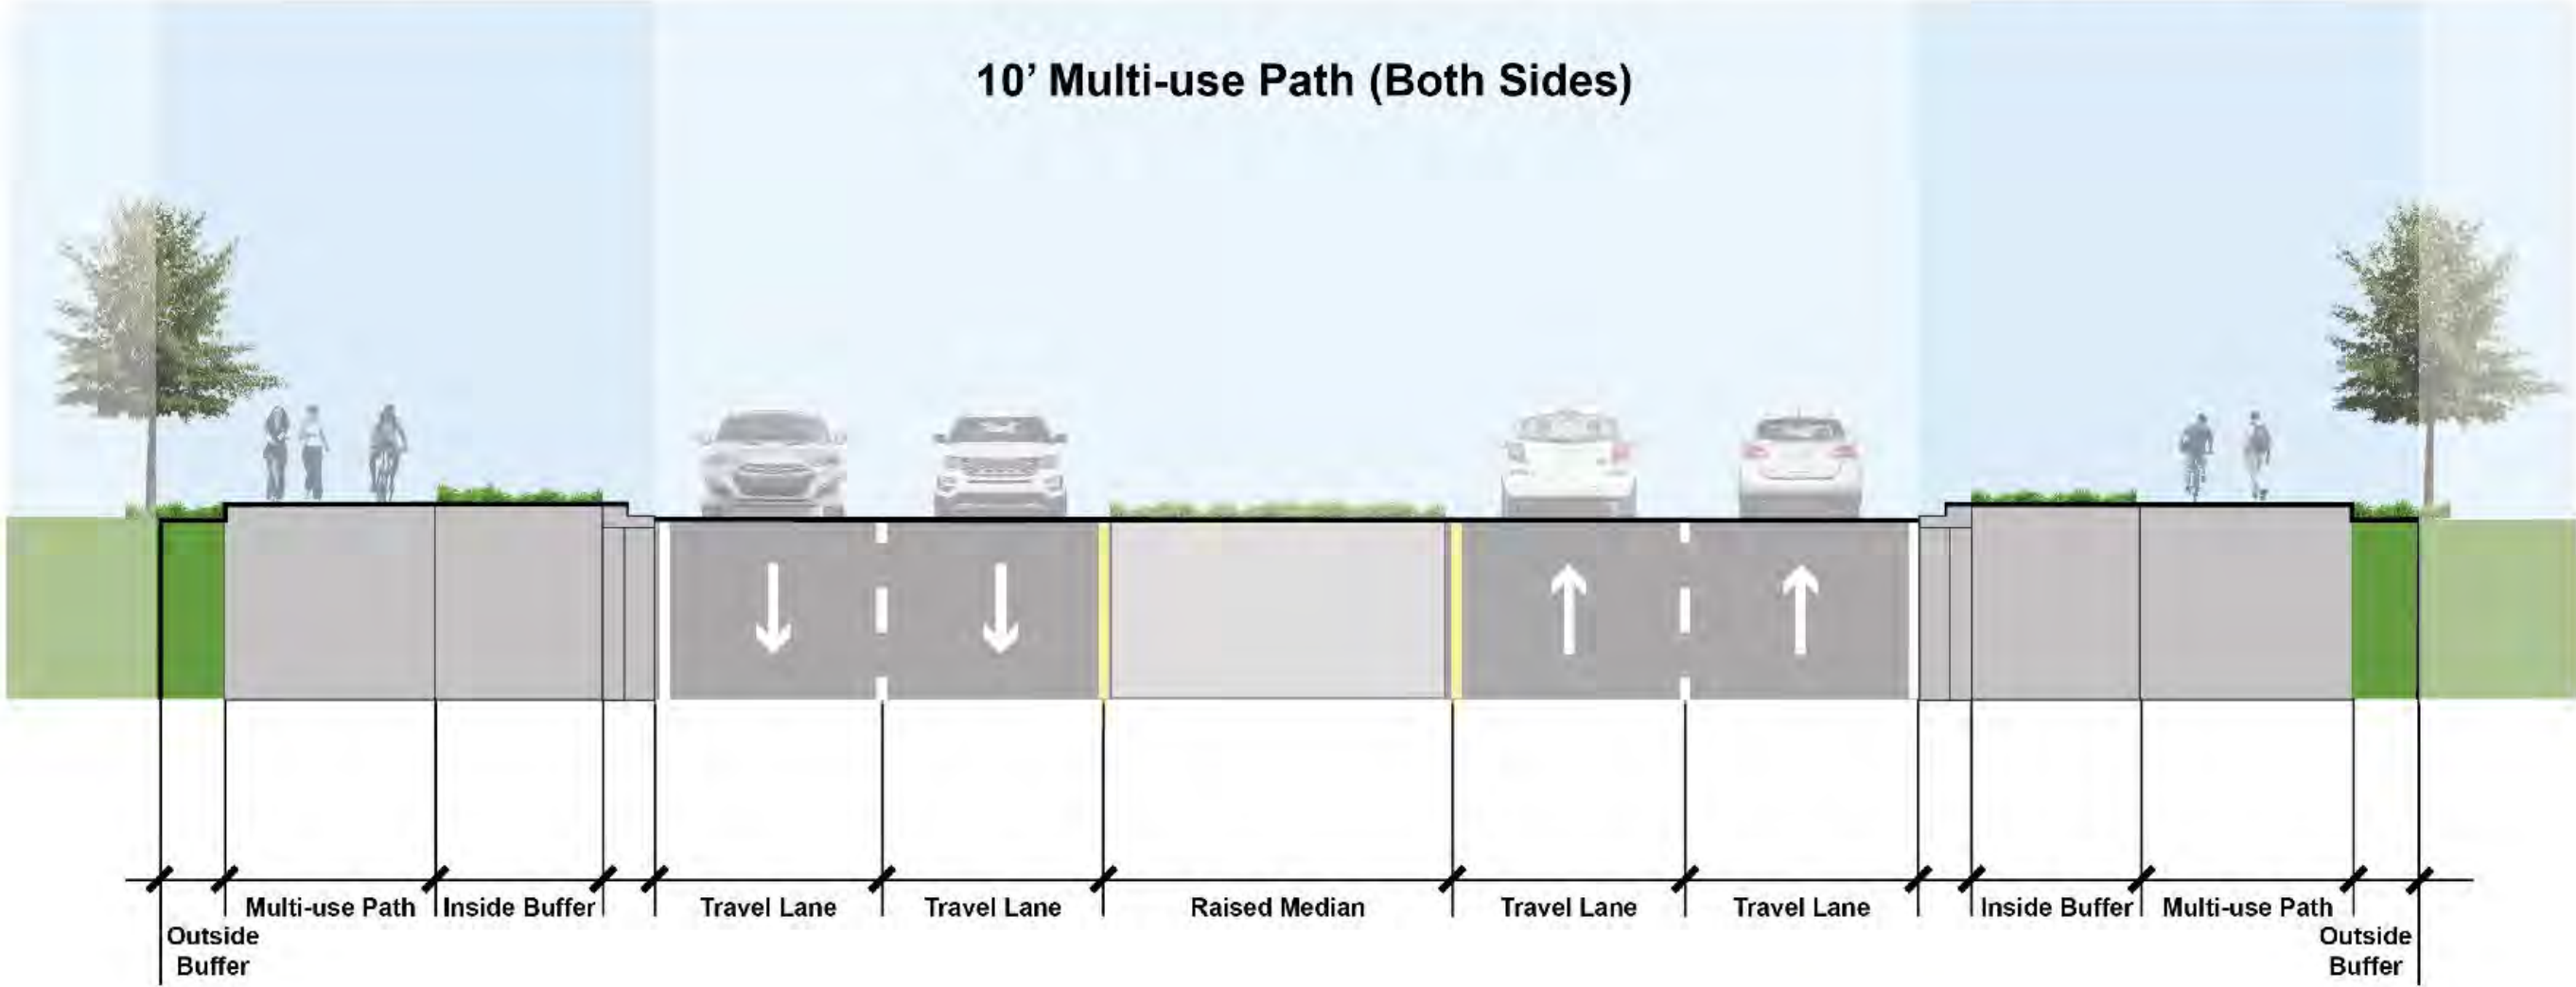 10’ Multi-use Path (Both Sides)
Multi-use Path
Inside Buffer
Travel Lane
Travel Lane
Raised Median
Travel Lane
Travel Lane
Inside Buffer
Multi-use Path
Outside
Buffer
Outside
Buffer